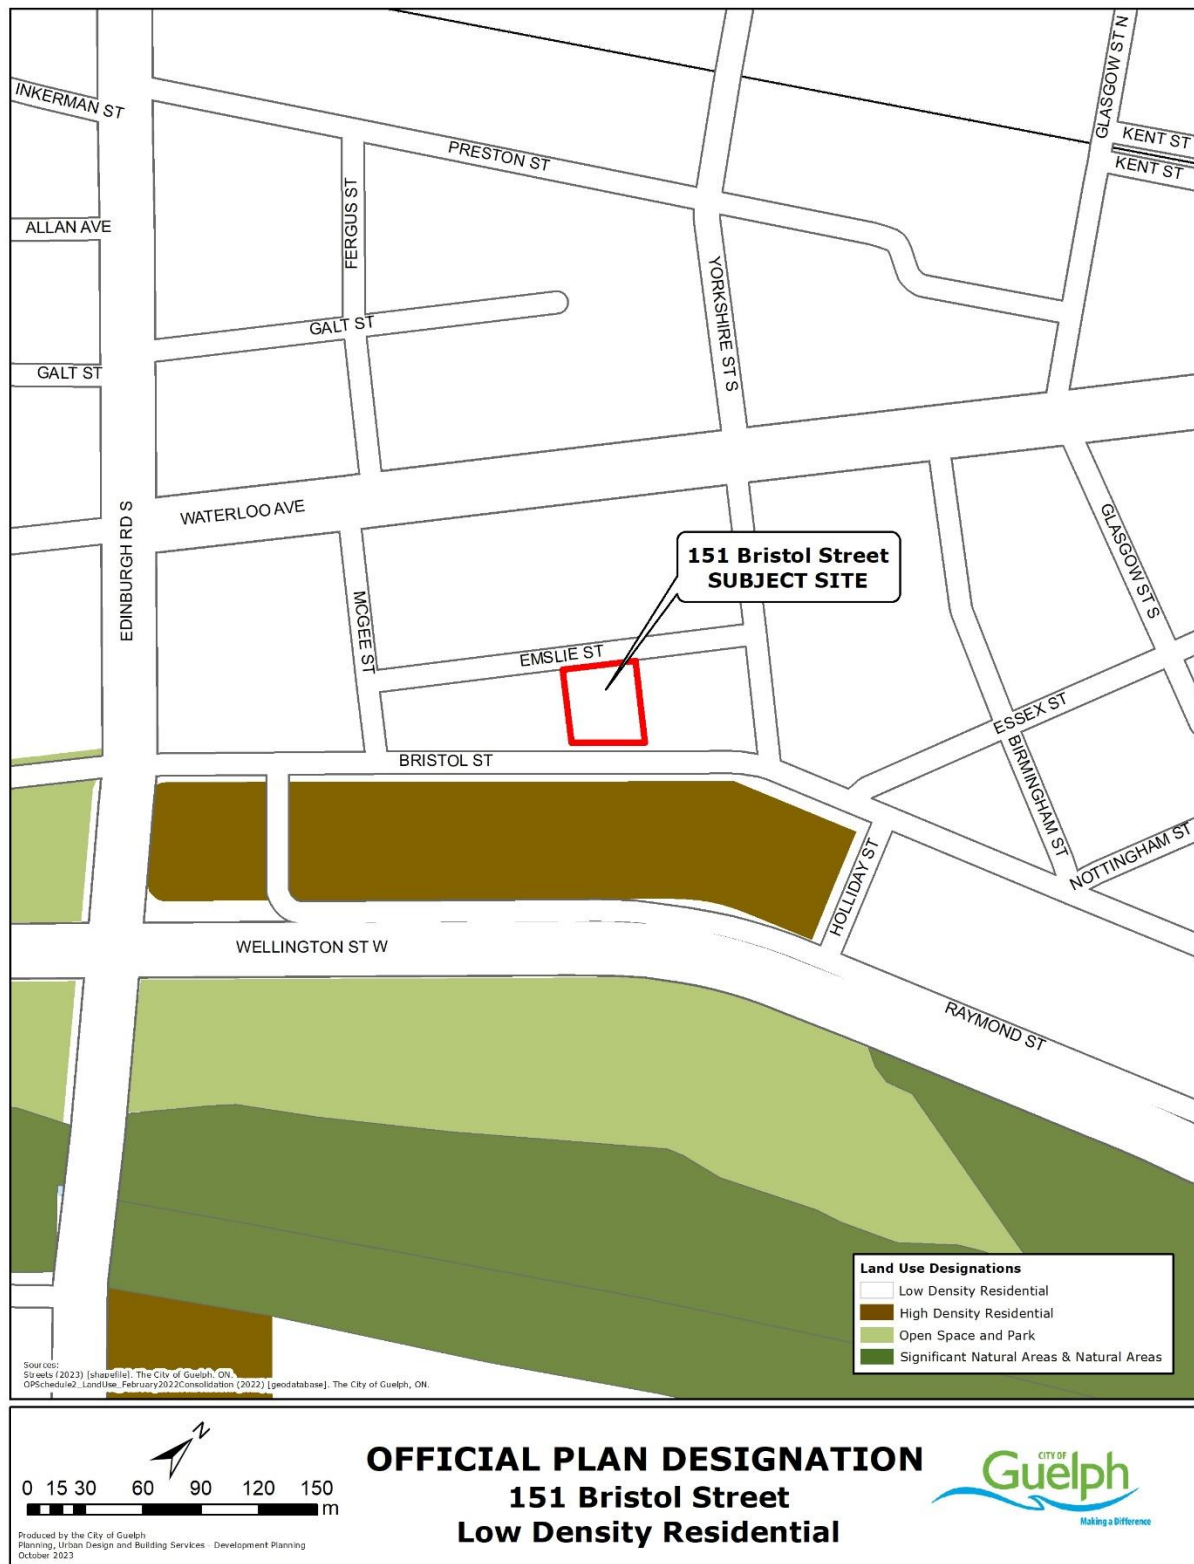 INKERMAN ST
PRESTON ST
GLASGOW ST N
KENT ST
KENT ST
ALLAN AVE
FERGUS ST
YORKSHIRE ST S
GALT ST
GALT ST
EDINBURGH RD S
WATERLOO AVE
GLASGOW ST S
151 Bristol Street
SUBJECT SITE
MCGEE ST
EMSLIE ST
ESSEX ST
BRISTOL ST
BIRMINGHAM ST
NOTTINGHAM ST
HOLLIDAY ST
WELLINGTON ST W
RAYMOND ST
Land Use Designations
Low Density Residential
High Density Residential
Open Space and Park
Significant Natural Areas & Natural Areas
Sources:
Streets (2023) [shapefile]. The City of Guelph, ON.
OPSchedule2_LandUse_February2022Consolidation (2022) [geodatabase]. The City of Guelph, ON.
N
0 15 30 60 90 120 150
m
Produced by the City of Guelph
Planning, Urban Design and Building Services - Development Planning
October 2023
OFFICIAL PLAN DESIGNATION
151 Bristol Street
Low Density Residential
CITY OF
Guelph
Making a Difference